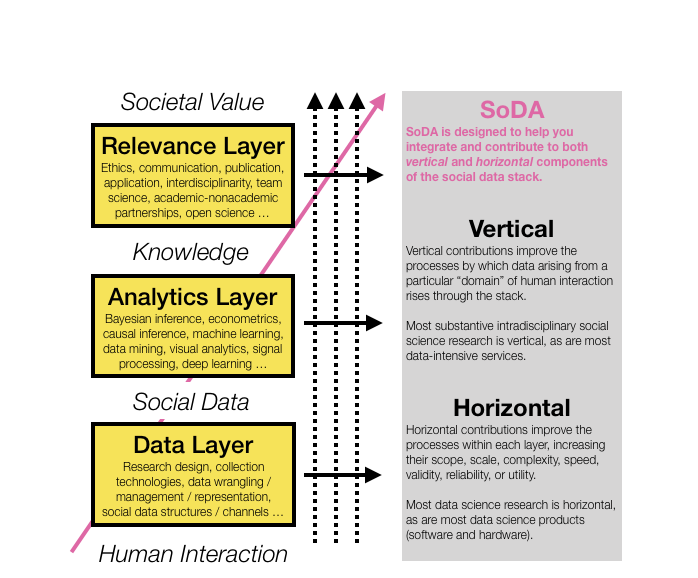 Societal Value
Relevance Layer
Ethics, communication, publication,
application, interdisciplinarity, team
science, academic-nonacademic
partnerships, open science ...
Knowledge
Analytics Layer
Bayesian inference, econometrics,
causal inference, machine learning,
data mining, visual analytics, signal
processing, deep learning ...
Social Data
Data Layer
Research design, collection
technologies, data wrangling /
management / representation,
social data structures / channels ...
Human Interaction
SoDA
SoDA is designed to help you
integrate and contribute to both
vertical and horizontal components
of the social data stack.
Vertical
Vertical contributions improve the
processes by which data arising from a
particular “domain” of human interaction
rises through the stack.
Most substantive intradisciplinary social
science research is vertical, as are most
data-intensive services.
Horizontal
Horizontal contributions improve the
processes within each layer, increasing
their scope, scale, complexity, speed,
validity, reliability, or utility.
Most data science research is horizontal,
as are most data science products
(software and hardware).